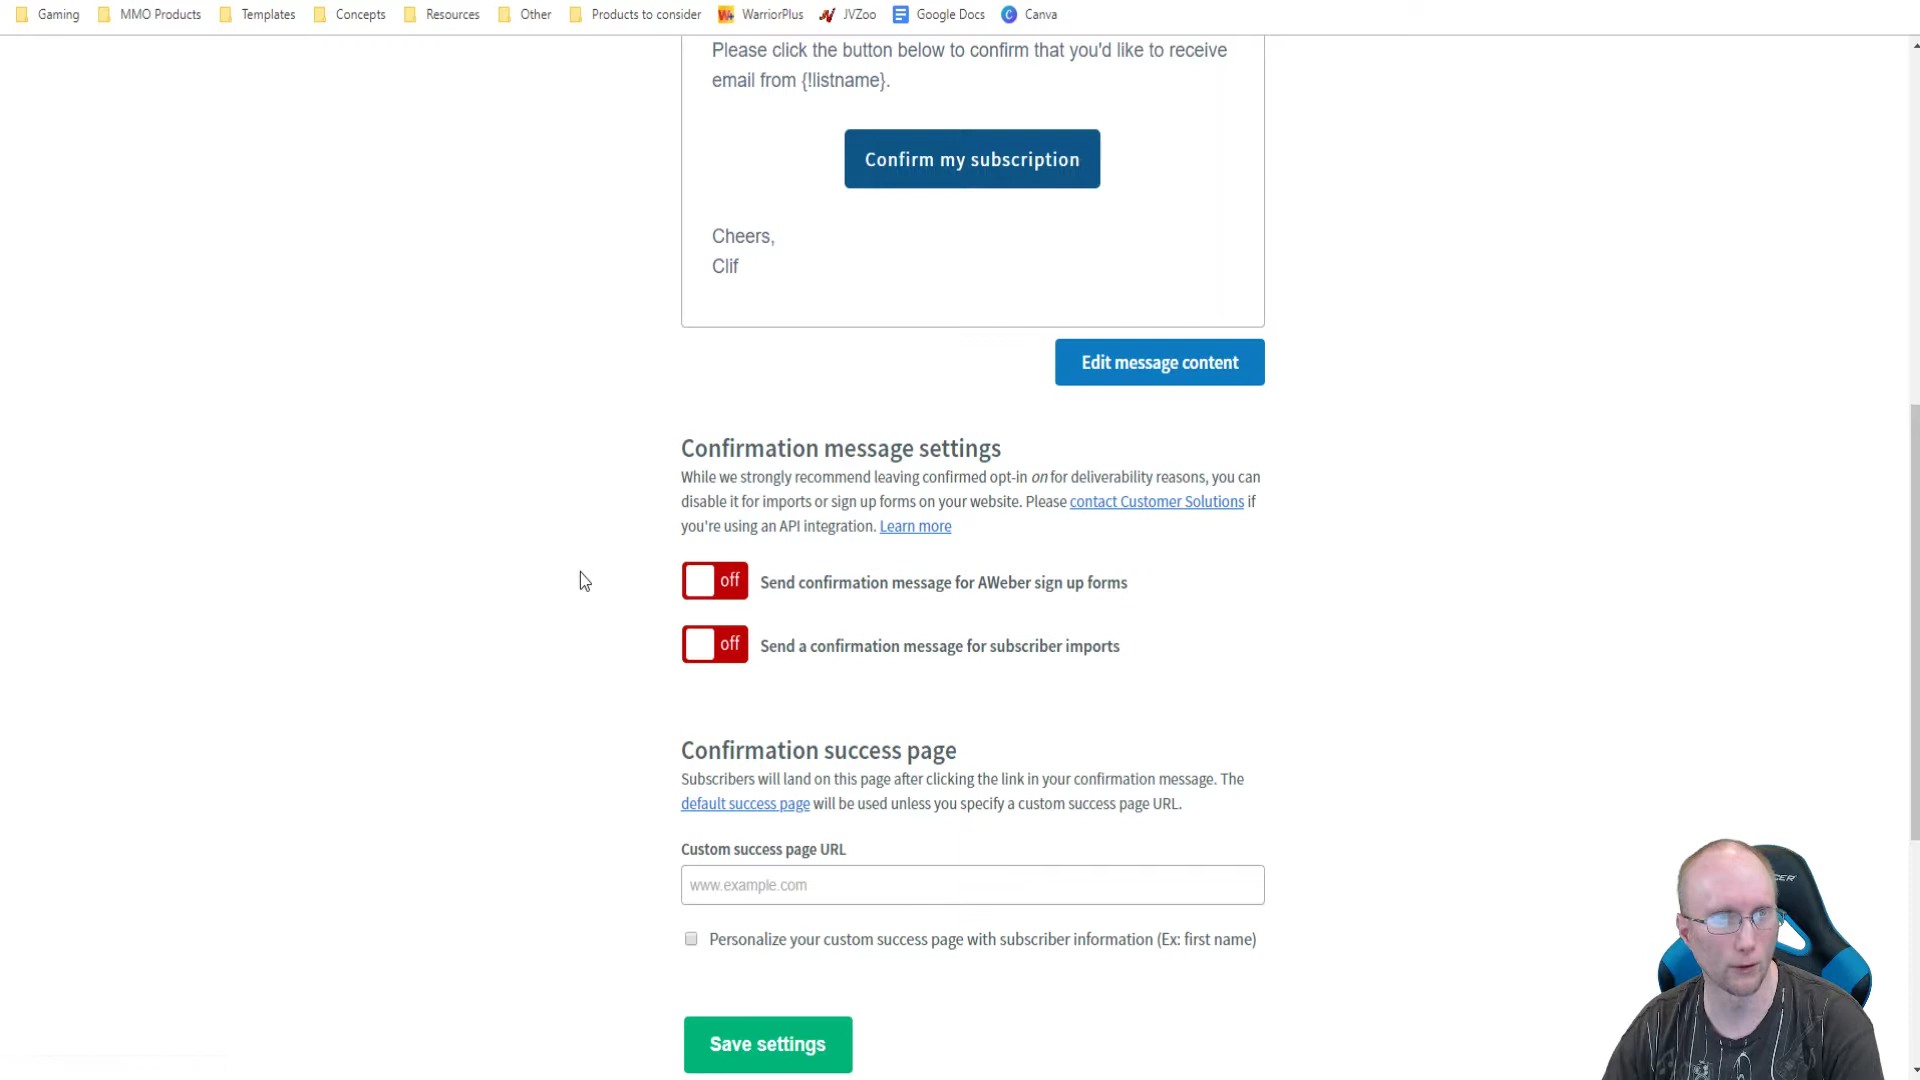 Gaming MMO Products Templates Concepts Resources Other Products to consider WarriorPlus JVZoo Google Docs Canva
Please click the button below to confirm that you'd like to receive
email from {!listname}.
Confirm my subscription
Cheers,
Clif
Edit message content
Confirmation message settings
While we strongly recommend leaving confirmed opt-in on for deliverability reasons, you can
disable it for imports or sign up forms on your website. Please contact Customer Solutions if
you're using an API integration. Learn more
off Send confirmation message for AWeber sign up forms
off Send a confirmation message for subscriber imports
Confirmation success page
Subscribers will land on this page after clicking the link in your confirmation message. The
default success page will be used unless you specify a custom success page URL.
Custom success page URL
www.example.com
Personalize your custom success page with subscriber information (Ex: first name)
Save settings